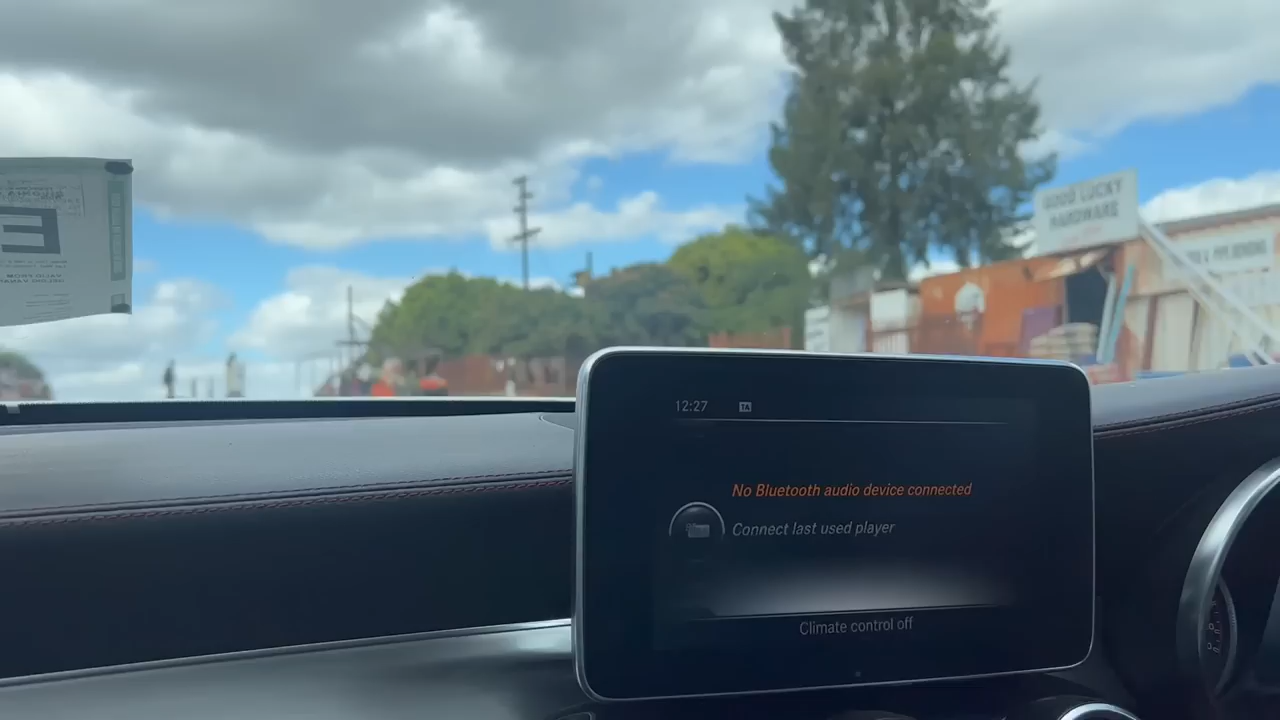 E
GOOD LUCKY
HARDWARE
12:27
TA
No Bluetooth audio device connected
Connect last used player
Climate control off